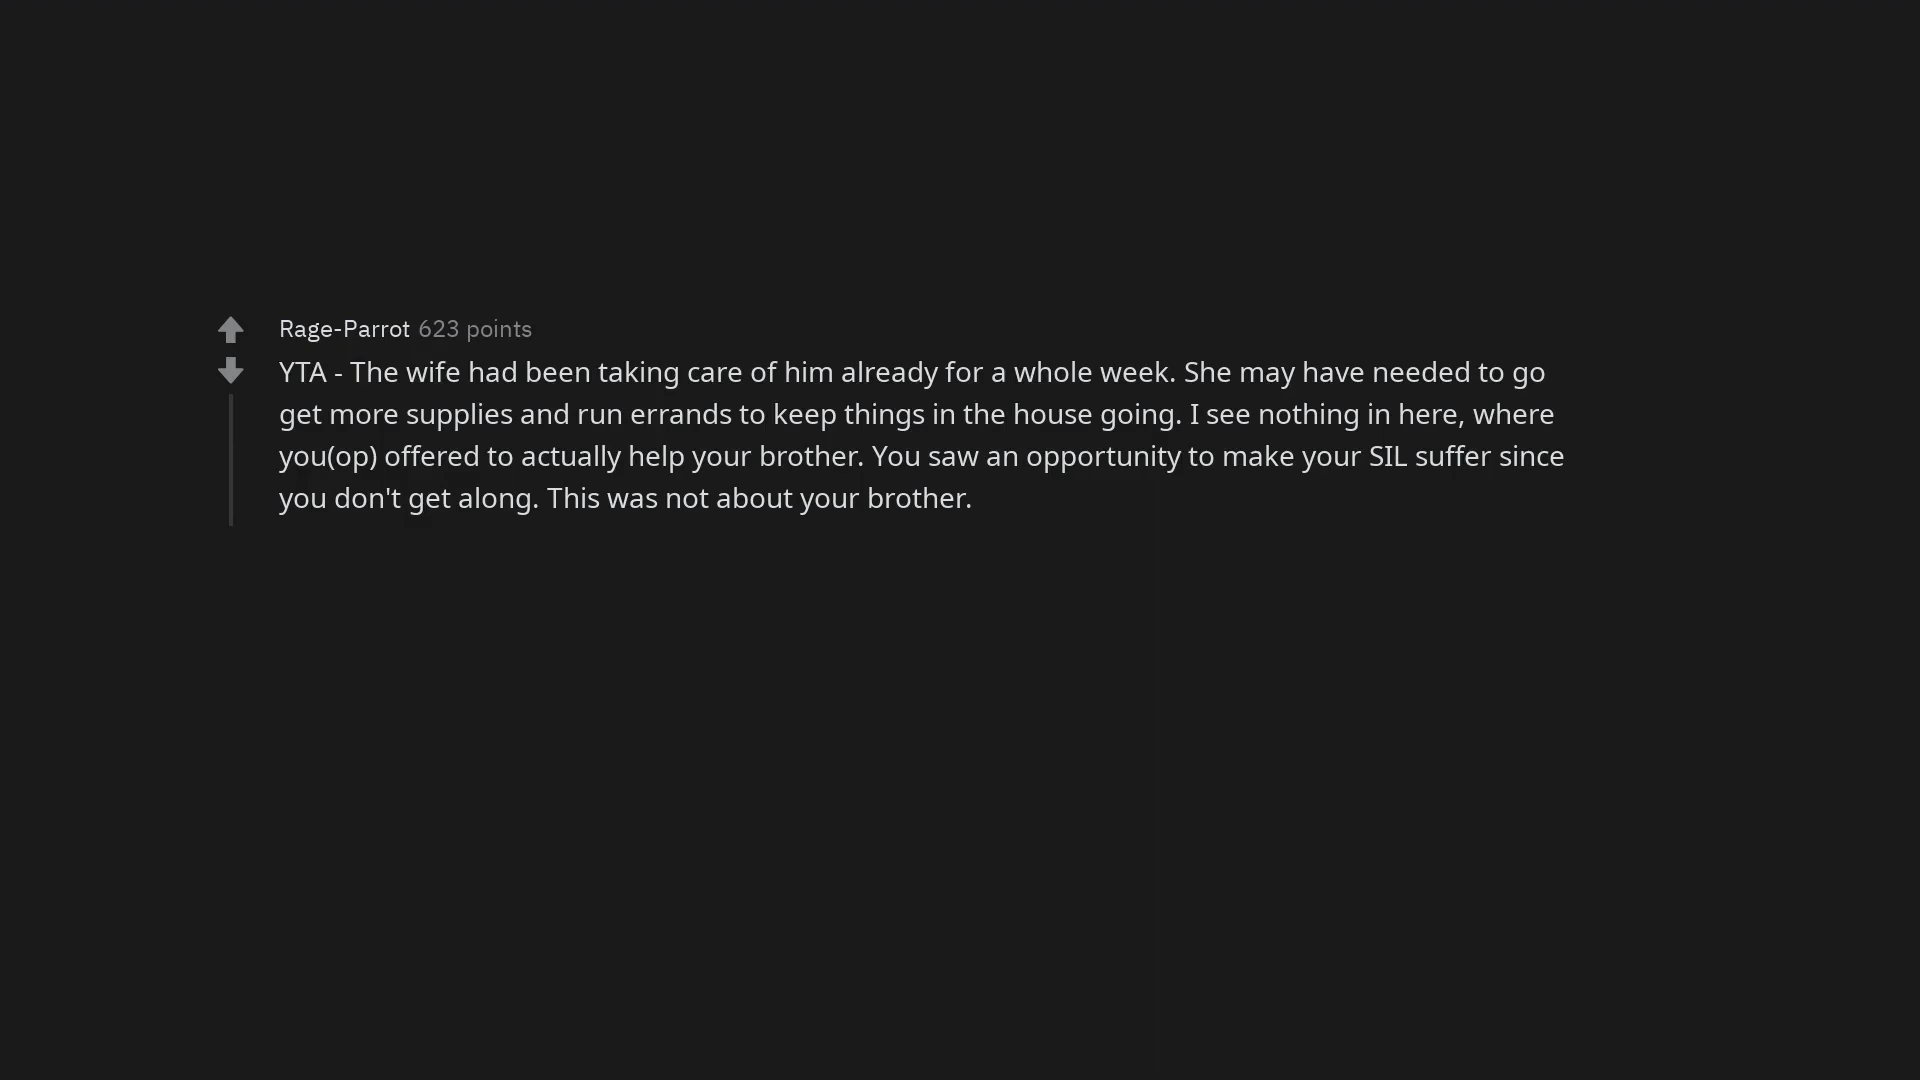 Rage-Parrot 623 points
YTA - The wife had been taking care of him already for a whole week. She may have needed to go
get more supplies and run errands to keep things in the house going. I see nothing in here, where
you(op) offered to actually help your brother. You saw an opportunity to make your SIL suffer since
you don't get along. This was not about your brother.